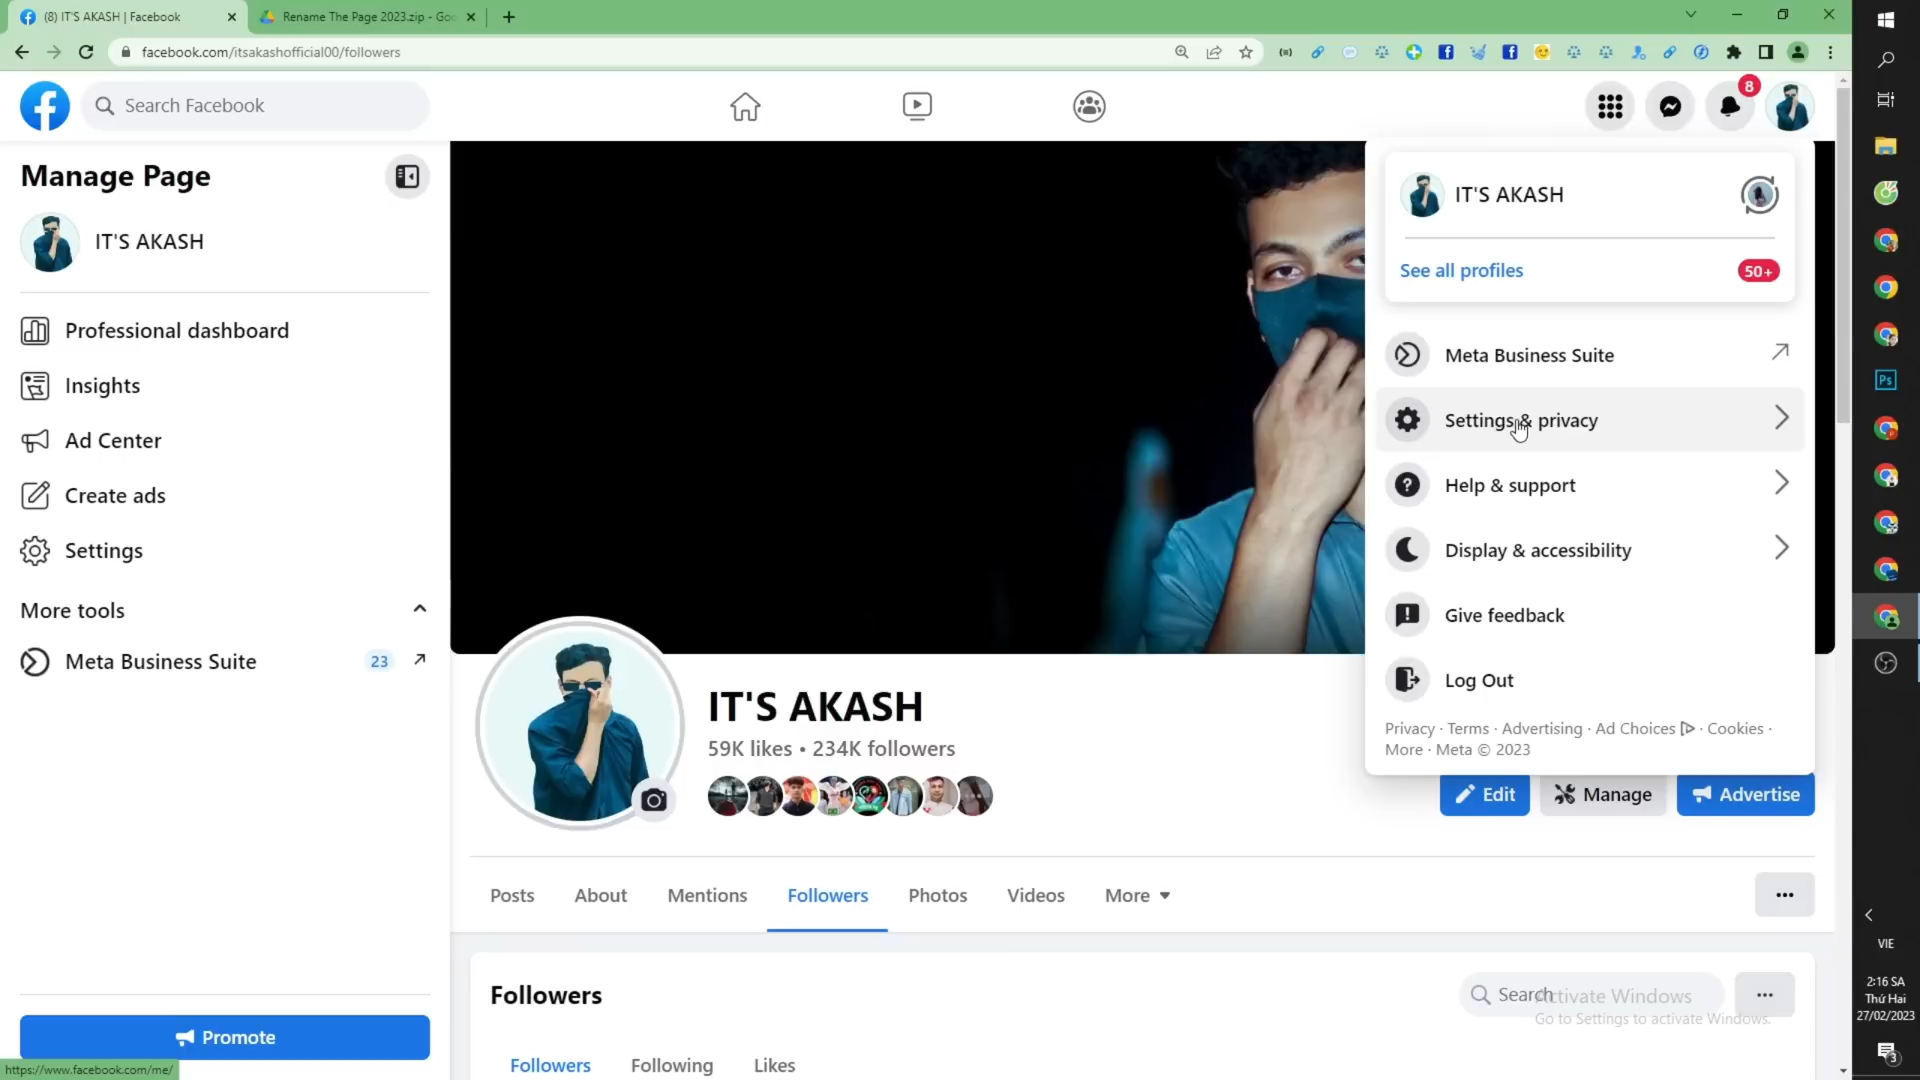 (8) IT'S AKASH | Facebook
Rename The Page 2023.zip - Goo
facebook.com/itsakashofficial00/followers
Search Facebook
8
Manage Page
IT'S AKASH
Professional dashboard
Insights
Ad Center
Create ads
Settings
More tools
Meta Business Suite
23
Promote
https://www.facebook.com/me/
IT'S AKASH
See all profiles
50+
Meta Business Suite
Settings & privacy
Help & support
Display & accessibility
Give feedback
Log Out
Privacy · Terms · Advertising · Ad Choices · Cookies ·
More · Meta © 2023
IT'S AKASH
59K likes • 234K followers
Edit
Manage
Advertise
Posts
About
Mentions
Followers
Photos
Videos
More
Followers
Search
Activate Windows
Go to Settings to activate Windows.
Followers
Following
Likes
Ps
VIE
2:16 SA
Thứ Hai
27/02/2023
3